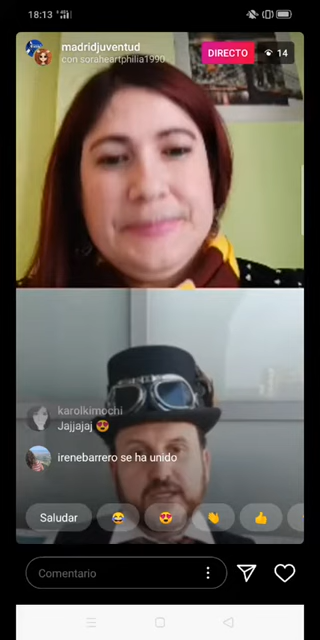 18:13
madridjuventud
con soraheartphilia1990
DIRECTO
14
karolkimochi
Jajjajaj 😍
irenebarrero se ha unido
Saludar
😂
😍
👏
👍
Comentario